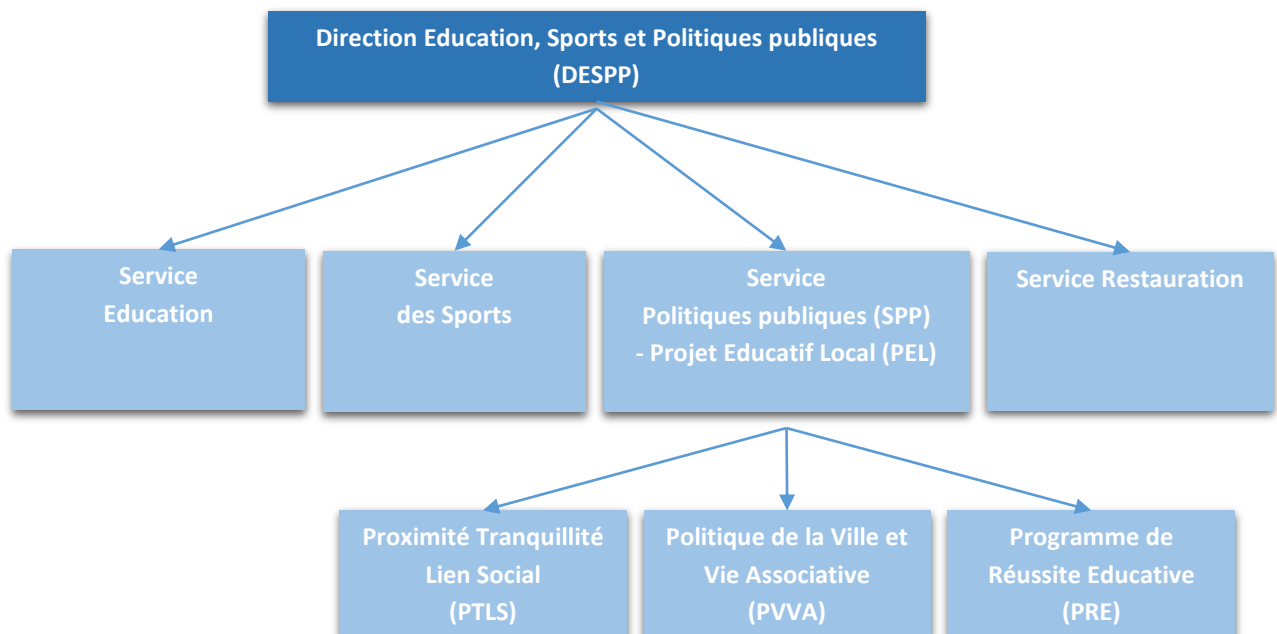 Direction Education, Sports et Politiques publiques
(DESPP)
Service
Education
Service
des Sports
Service
Politiques publiques (SPP)
- Projet Educatif Local (PEL)
Service Restauration
Proximité Tranquillité
Lien Social
(PTLS)
Politique de la Ville et
Vie Associative
(PVVA)
Programme de
Réussite Educative
(PRE)